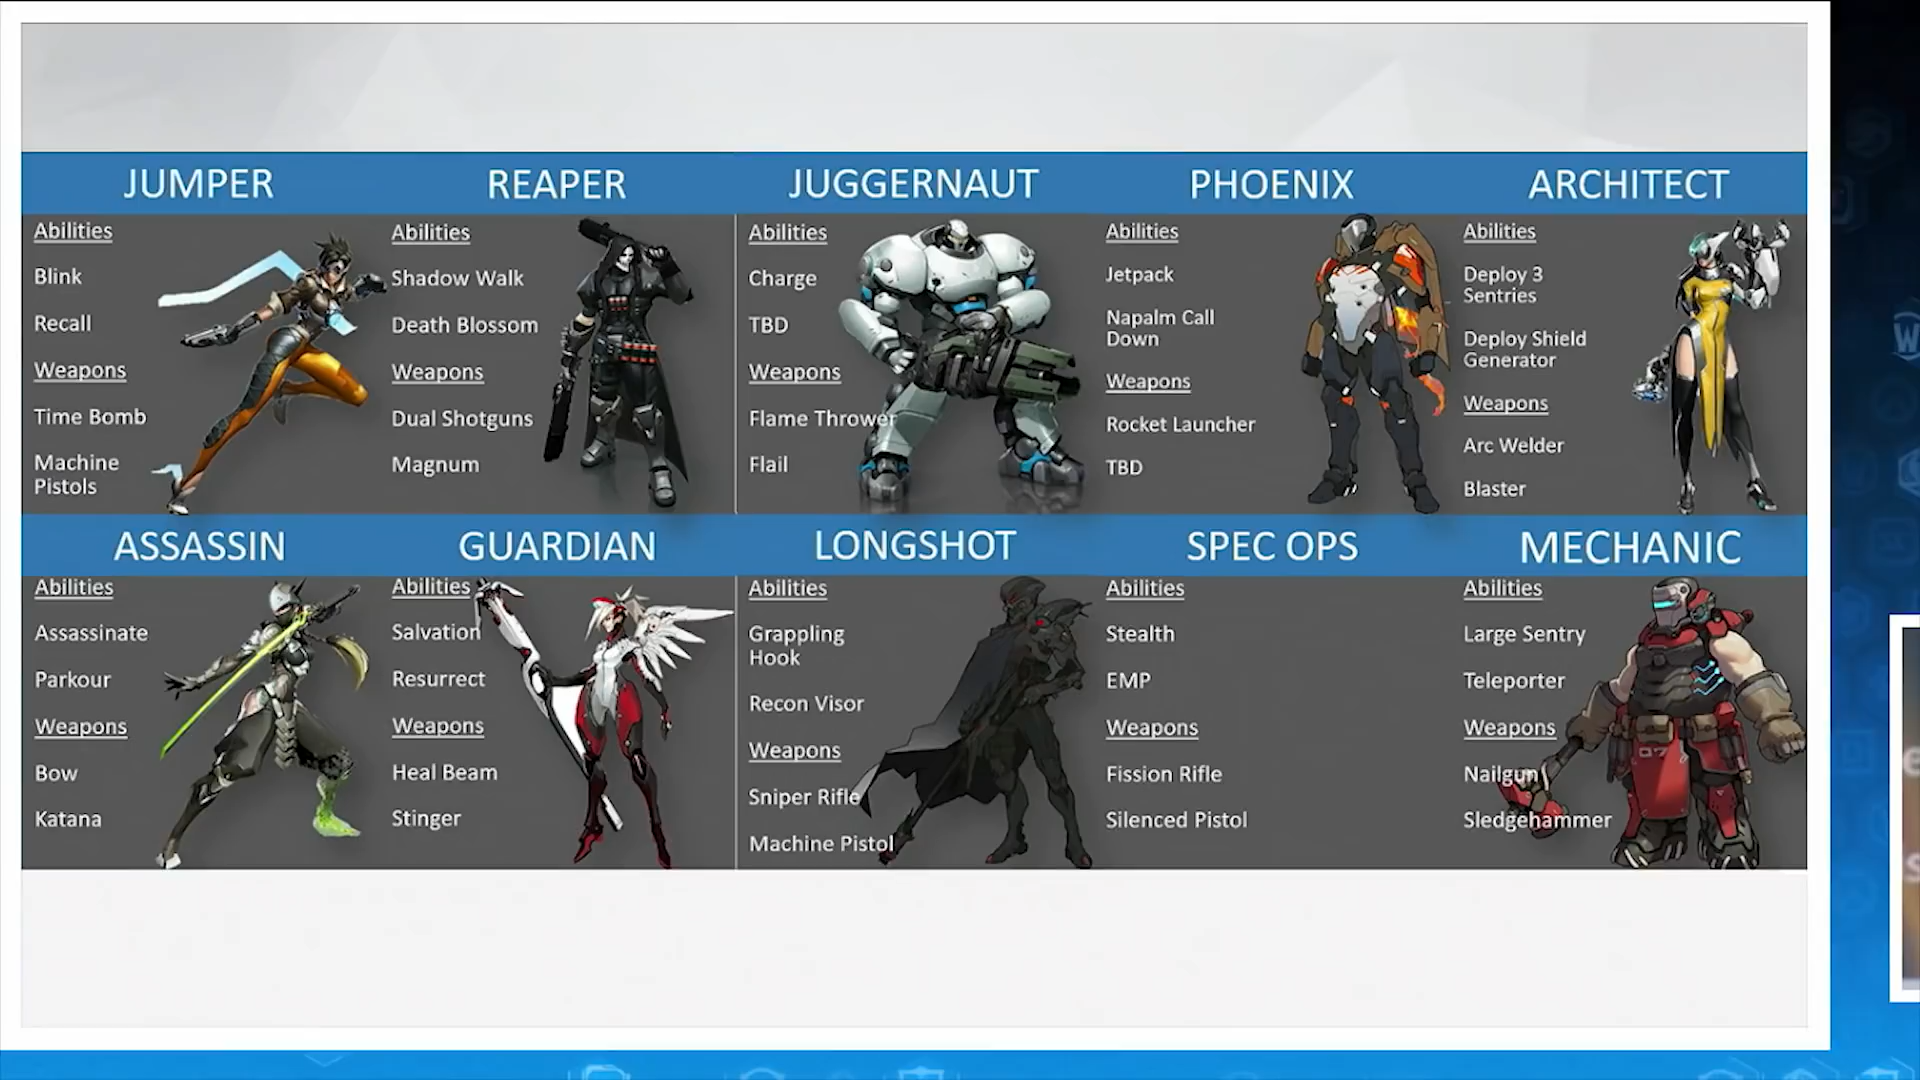 JUMPER
Abilities
Blink
Recall
Weapons
Time Bomb
Machine
Pistols
REAPER
Abilities
Shadow Walk
Death Blossom
Weapons
Dual Shotguns
Magnum
JUGGERNAUT
Abilities
Charge
TBD
Weapons
Flame Thrower
Flail
PHOENIX
Abilities
Jetpack
Napalm Call
Down
Weapons
Rocket Launcher
TBD
ARCHITECT
Abilities
Deploy 3
Sentries
Deploy Shield
Generator
Weapons
Arc Welder
Blaster
ASSASSIN
Abilities
Assassinate
Parkour
Weapons
Bow
Katana
GUARDIAN
Abilities
Salvation
Resurrect
Weapons
Heal Beam
Stinger
LONGSHOT
Abilities
Grappling
Hook
Recon Visor
Weapons
Sniper Rifle
Machine Pistol
SPEC OPS
Abilities
Stealth
EMP
Weapons
Fission Rifle
Silenced Pistol
MECHANIC
Abilities
Large Sentry
Teleporter
Weapons
Nailgun
Sledgehammer
07